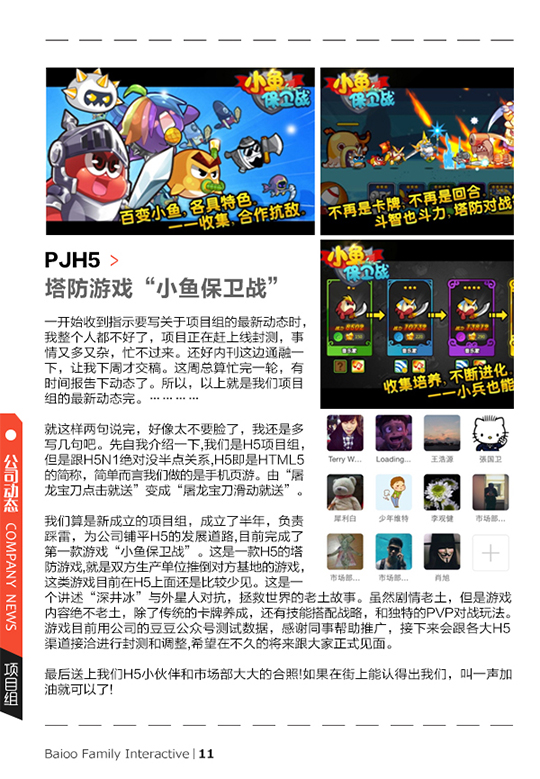 小鱼
保卫战
百变小鱼。各具特色。
——收集,合作抗敌。
小鱼
保卫战
不再是卡牌,不再是回合
斗智也斗力,塔防对战
小鱼
保卫战
收集培养,不断进化,
——小兵也能
PJH5 >
塔防游戏“小鱼保卫战”
一开始收到指示要写关于项目组的最新动态时,
我整个人都不好了,项目正在赶上线封测,事
情又多又杂,忙不过来。还好内刊这边通融一
下,让我下周才交稿。这周总算忙完一轮,有
时间报告下动态了。所以,以上就是我们项目
组的最新动态完。…………
就这样两句说完,好像太不要脸了,我还是多
写几句吧。先自我介绍一下,我们是H5项目组,
但是跟H5N1绝对没半点关系,H5即是HTML5
的简称,简单而言我们做的是手机页游。由“屠
龙宝刀点击就送”变成“屠龙宝刀滑动就送”。
我们算是新成立的项目组,成立了半年,负责
踩雷,为公司铺平H5的发展道路,目前完成了
第一款游戏“小鱼保卫战”。这是一款H5的塔
防游戏,就是双方生产单位推倒对方基地的游戏,
这类游戏目前在H5上面还是比较少见。这是一
个讲述“深井冰”与外星人对抗,拯救世界的老土故事。虽然剧情老土,但是游戏
内容绝不老土,除了传统的卡牌养成,还有技能搭配战略,和独特的PVP对战玩法。
游戏目前用公司的豆豆公众号测试数据,感谢同事帮助推广,接下来会跟各大H5
渠道接洽进行封测和调整,希望在不久的将来跟大家正式见面。
最后送上我们H5小伙伴和市场部大大的合照!如果在街上能认得出我们,叫一声加
油就可以了!
Terry W...
Loading...
王浩源
張国卫
犀利白
少年维特
李观健
市场部...
市场部...
市场部...
肖旭
公司动态 COMPANY NEWS
项目组
Baioo Family Interactive | 11